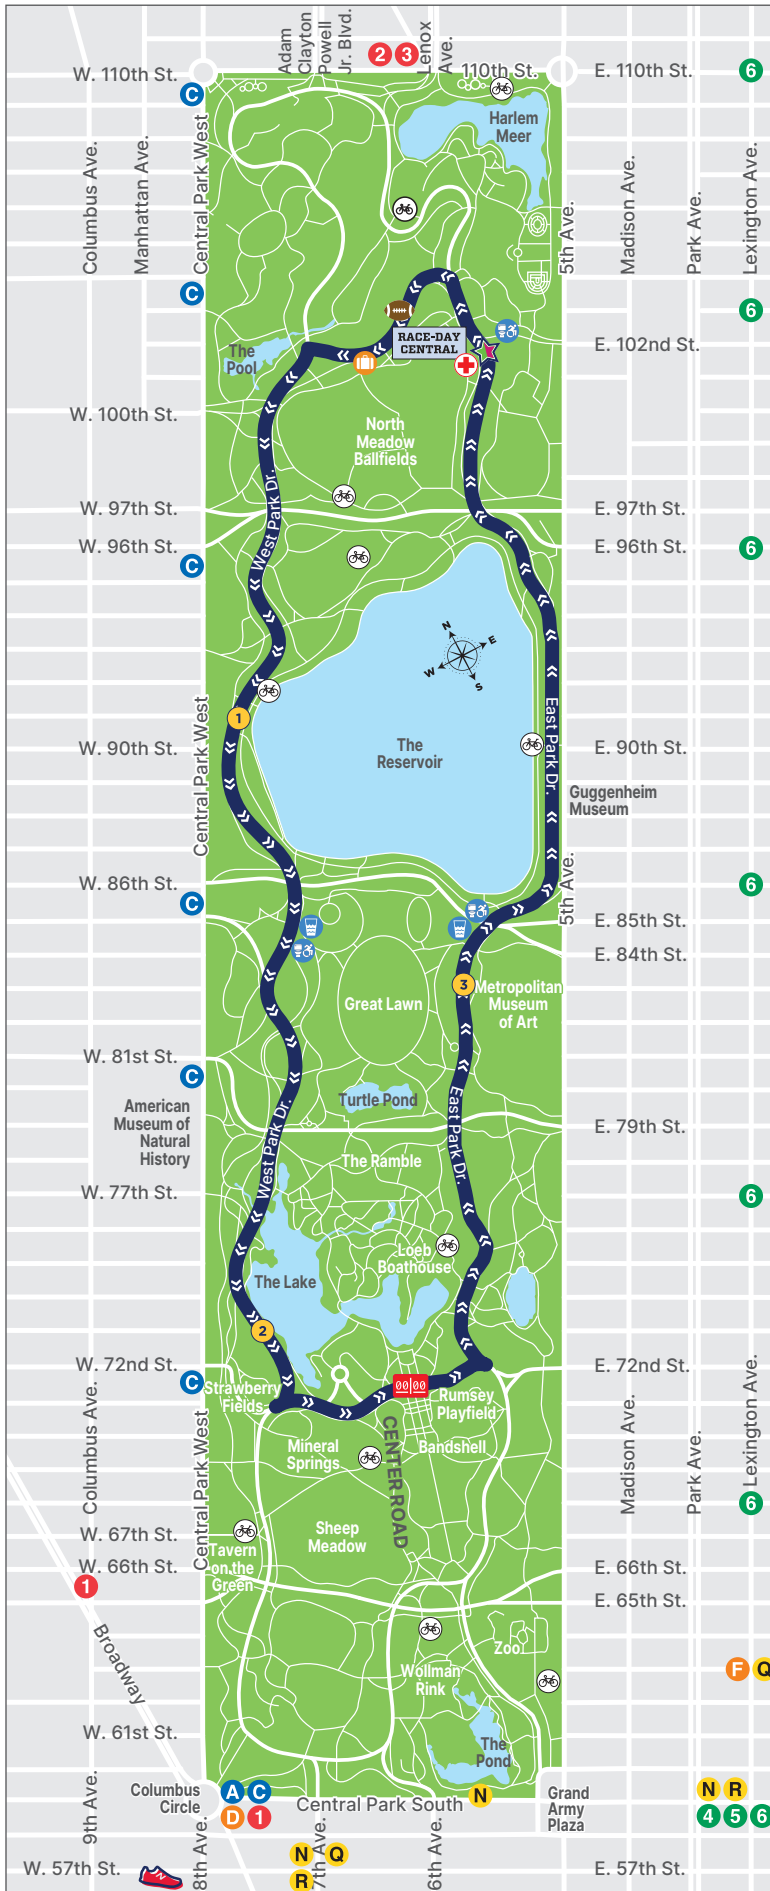 Adam
Clayton
Powell
Jr. Blvd.
2
3
Lenox
Ave.
W. 110th St.
110th St.
E. 110th St.
6
C
Harlem
Meer
Columbus Ave.
Manhattan Ave.
Central Park West
5th Ave.
Madison Ave.
Park Ave.
Lexington Ave.
C
6
RACE-DAY
CENTRAL
The
Pool
E. 102nd St.
W. 100th St.
North
Meadow
Ballfields
West Park Dr.
W. 97th St.
E. 97th St.
W. 96th St.
E. 96th St.
6
C
N
E
W
S
1
Central Park West
East Park Dr.
W. 90th St.
The
Reservoir
E. 90th St.
Guggenheim
Museum
W. 86th St.
6
5th Ave.
C
E. 85th St.
E. 84th St.
3
Metropolitan
Museum
of Art
Great Lawn
W. 81st St.
C
American
Museum of
Natural
History
Turtle Pond
West Park Dr.
East Park Dr.
E. 79th St.
The Ramble
W. 77th St.
6
Loeb
Boathouse
The Lake
2
W. 72nd St.
E. 72nd St.
C
Strawberry
Fields
00:00
Rumsey
Playfield
Columbus Ave.
Central Park West
CENTER ROAD
Madison Ave.
Park Ave.
Lexington Ave.
Mineral
Springs
Bandshell
6
W. 67th St.
Sheep
Meadow
Tavern
on the
Green
W. 66th St.
E. 66th St.
1
E. 65th St.
Broadway
Zoo
Wollman
Rink
F
Q
W. 61st St.
The
Pond
9th Ave.
Columbus
Circle
A
C
D
1
Central Park South
N
Grand
Army
Plaza
N
R
4
5
6
8th Ave.
7th Ave.
6th Ave.
N
Q
R
W. 57th St.
N
E. 57th St.